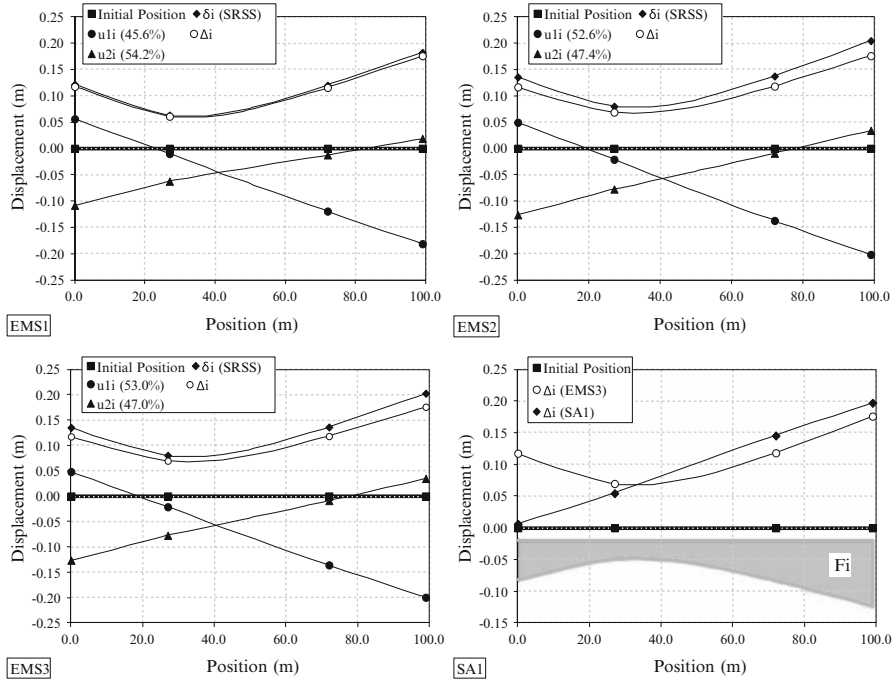 Initial Position δi (SRSS)
u1i (45.6%) Δi
u2i (54.2%)
0.25
0.20
0.15
0.10
0.05
0.00
-0.05
-0.10
-0.15
-0.20
-0.25
Displacement (m)
0.0 20.0 40.0 60.0 80.0 100.0
Position (m)
EMS1
Initial Position δi (SRSS)
u1i (52.6%) Δi
u2i (47.4%)
0.25
0.20
0.15
0.10
0.05
0.00
-0.05
-0.10
-0.15
-0.20
-0.25
Displacement (m)
0.0 20.0 40.0 60.0 80.0 100.0
Position (m)
EMS2
Initial Position δi (SRSS)
u1i (53.0%) Δi
u2i (47.0%)
0.25
0.20
0.15
0.10
0.05
0.00
-0.05
-0.10
-0.15
-0.20
-0.25
Displacement (m)
0.0 20.0 40.0 60.0 80.0 100.0
Position (m)
EMS3
Initial Position
Δi (EMS3)
Δi (SA1)
0.25
0.20
0.15
0.10
0.05
0.00
-0.05
-0.10
-0.15
Displacement (m)
Fi
0.0 20.0 40.0 60.0 80.0 100.0
Position (m)
SA1